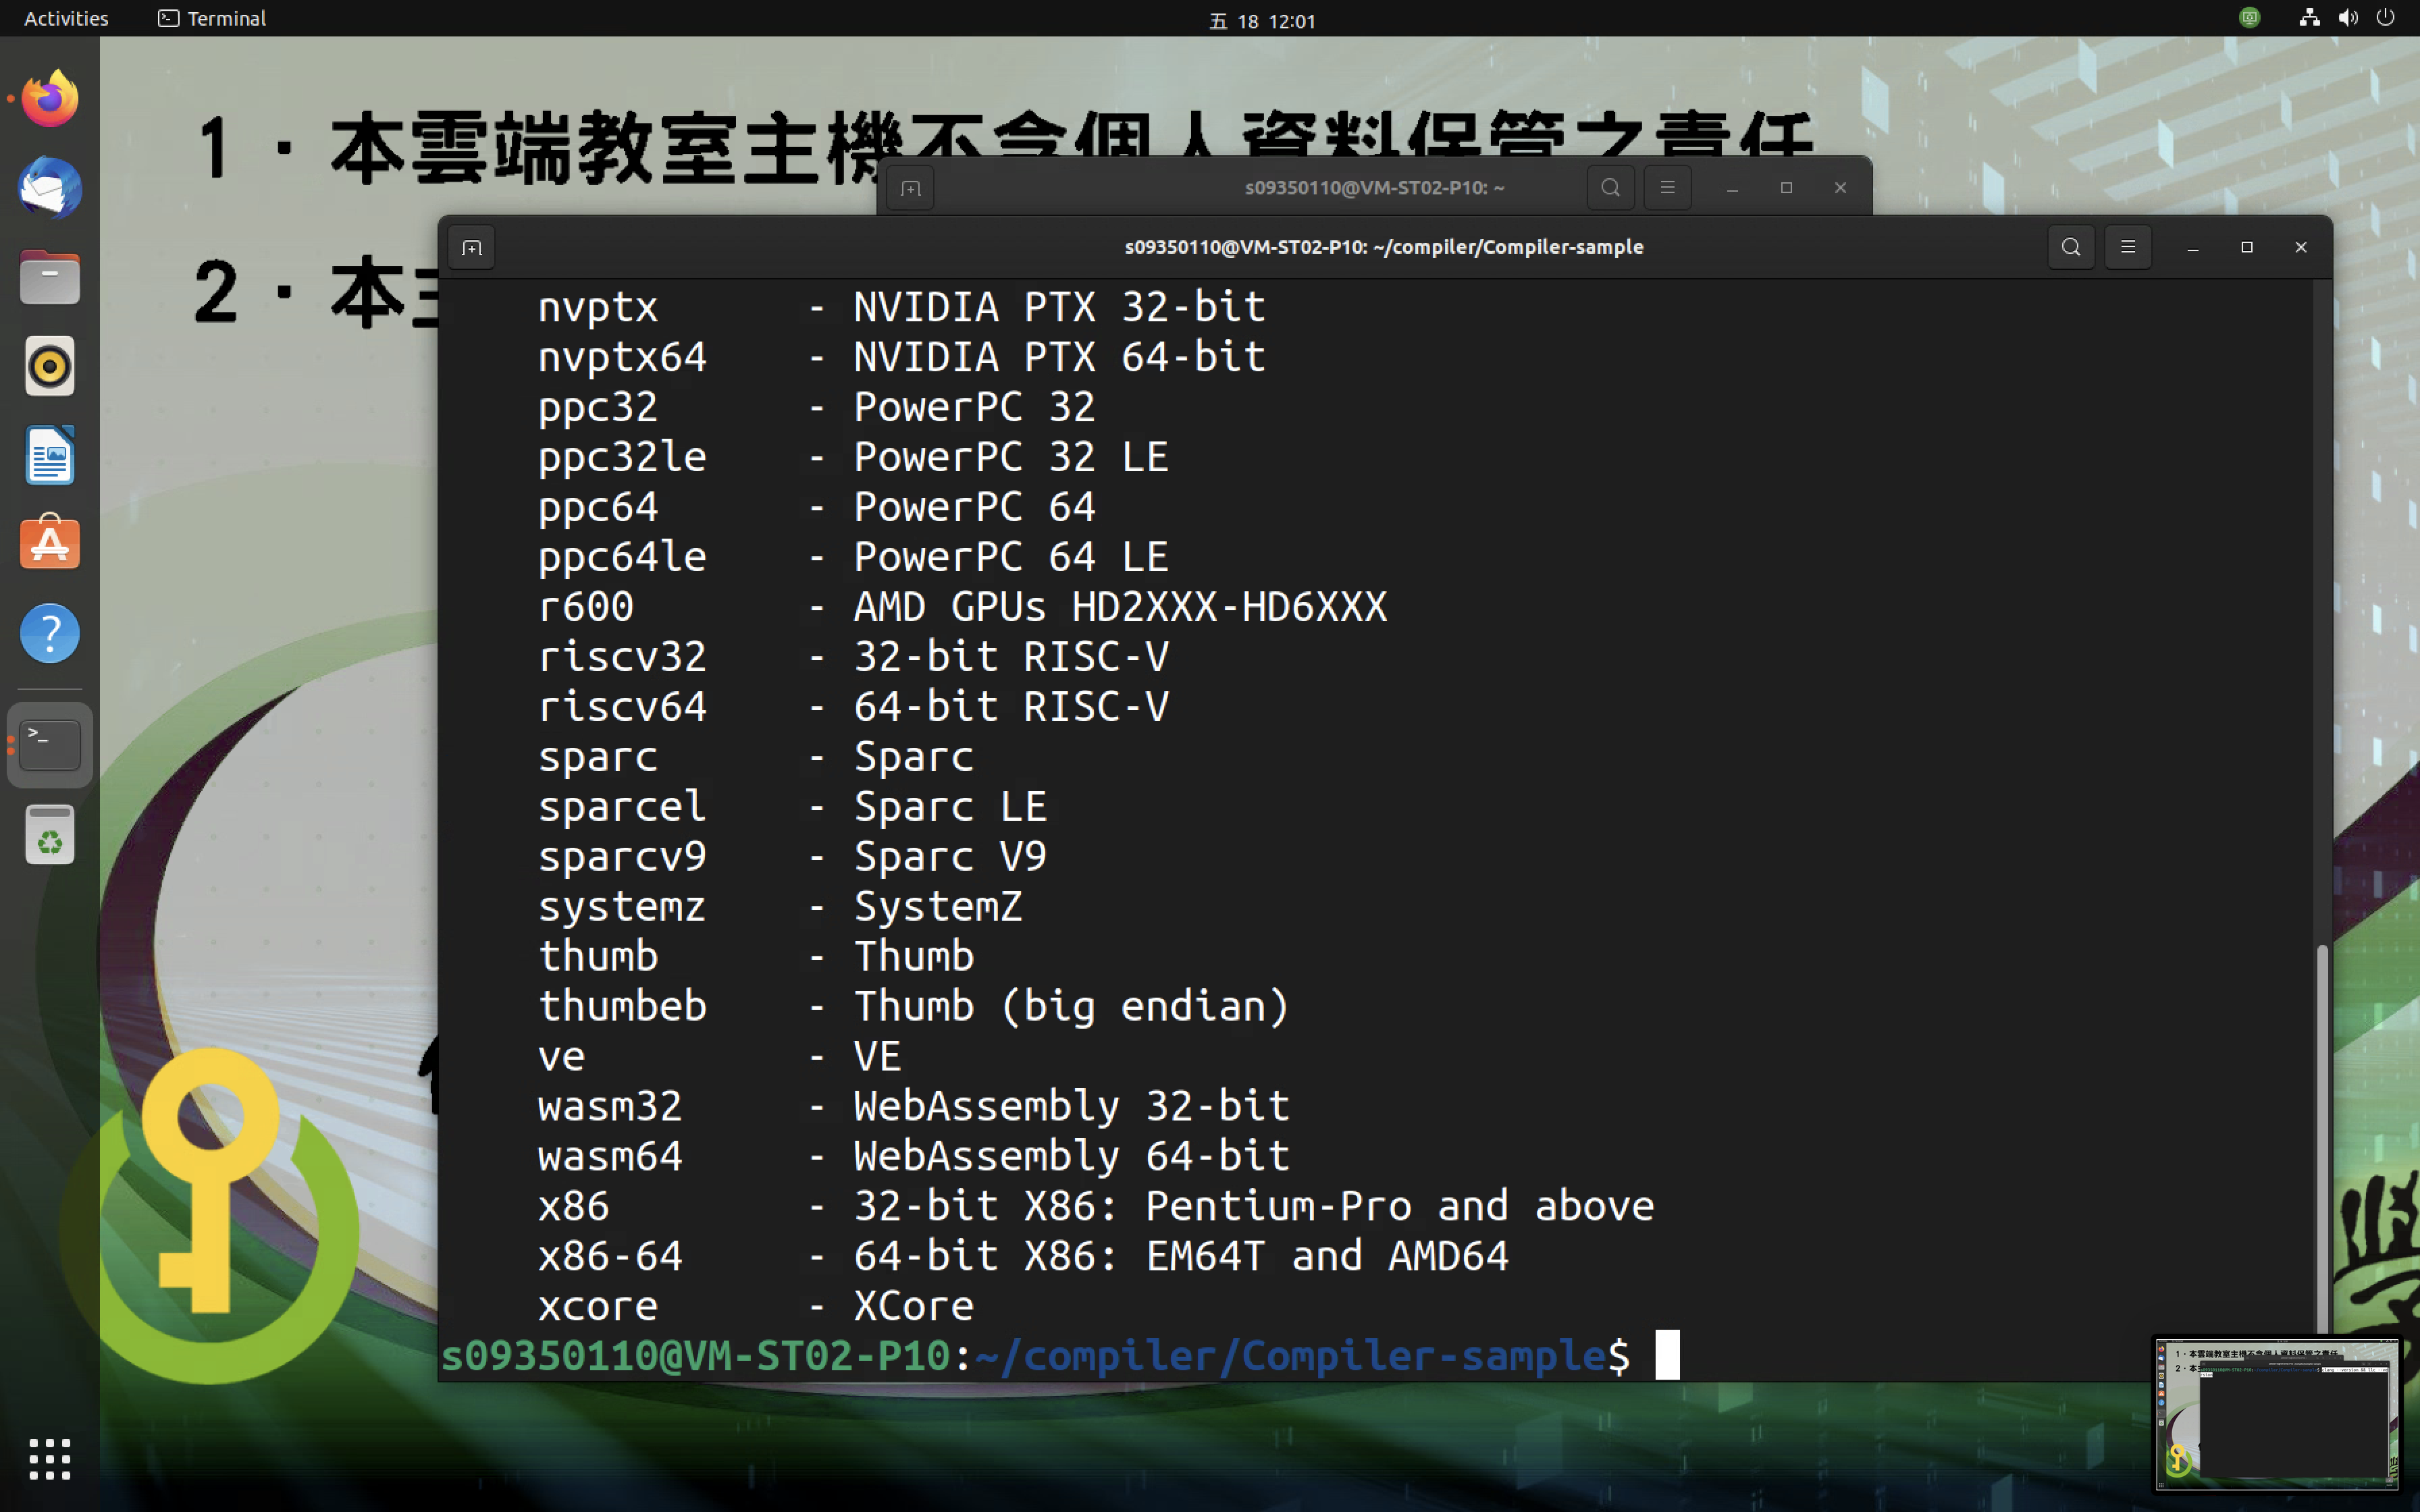 Activities Terminal 五 18 12:01
1．本雲端教室主機不含個人資料保管之責任
s09350110@VM-ST02-P10: ~
s09350110@VM-ST02-P10: ~/compiler/Compiler-sample
2．本主
nvptx - NVIDIA PTX 32-bit
nvptx64 - NVIDIA PTX 64-bit
ppc32 - PowerPC 32
ppc32le - PowerPC 32 LE
ppc64 - PowerPC 64
ppc64le - PowerPC 64 LE
r600 - AMD GPUs HD2XXX-HD6XXX
riscv32 - 32-bit RISC-V
riscv64 - 64-bit RISC-V
sparc - Sparc
sparcel - Sparc LE
sparcv9 - Sparc V9
systemz - SystemZ
thumb - Thumb
thumbeb - Thumb (big endian)
ve - VE
wasm32 - WebAssembly 32-bit
wasm64 - WebAssembly 64-bit
x86 - 32-bit X86: Pentium-Pro and above
x86-64 - 64-bit X86: EM64T and AMD64
xcore - XCore
s09350110@VM-ST02-P10:~/compiler/Compiler-sample$